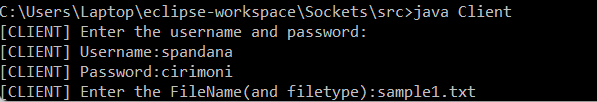 C:\Users\Laptop\eclipse-workspace\Sockets\src>java Client
[CLIENT] Enter the username and password:
[CLIENT] Username:spandana
[CLIENT] Password:cirimoni
[CLIENT] Enter the FileName(and filetype):sample1.txt